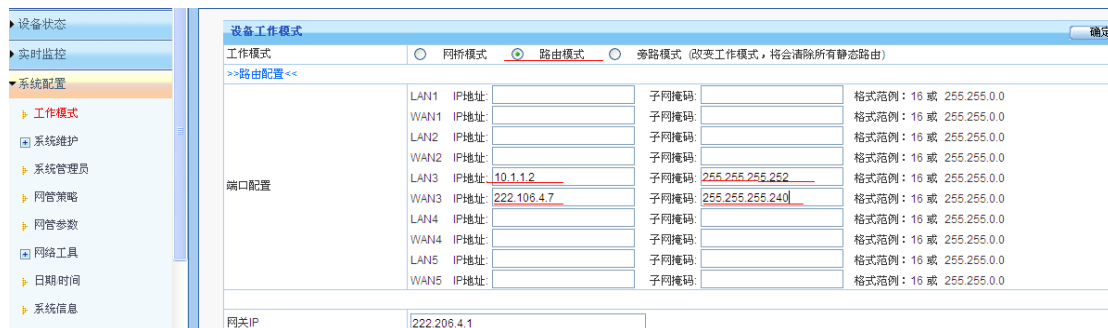 设备状态
实时监控
系统配置
工作模式
系统维护
系统管理员
网管策略
网管参数
网络工具
日期/时间
系统信息
设备工作模式 确定
工作模式 网桥模式 路由模式 旁路模式 (改变工作模式，将会清除所有静态路由)
>>路由配置<<
端口配置
LAN1 IP地址: 子网掩码: 格式范例：16 或 255.255.0.0
WAN1 IP地址: 子网掩码: 格式范例：16 或 255.255.0.0
LAN2 IP地址: 子网掩码: 格式范例：16 或 255.255.0.0
WAN2 IP地址: 子网掩码: 格式范例：16 或 255.255.0.0
LAN3 IP地址: 10.1.1.2 子网掩码: 255.255.255.252 格式范例：16 或 255.255.0.0
WAN3 IP地址: 222.106.4.7 子网掩码: 255.255.255.240 格式范例：16 或 255.255.0.0
LAN4 IP地址: 子网掩码: 格式范例：16 或 255.255.0.0
WAN4 IP地址: 子网掩码: 格式范例：16 或 255.255.0.0
LAN5 IP地址: 子网掩码: 格式范例：16 或 255.255.0.0
WAN5 IP地址: 子网掩码: 格式范例：16 或 255.255.0.0
网关IP 222.206.4.1